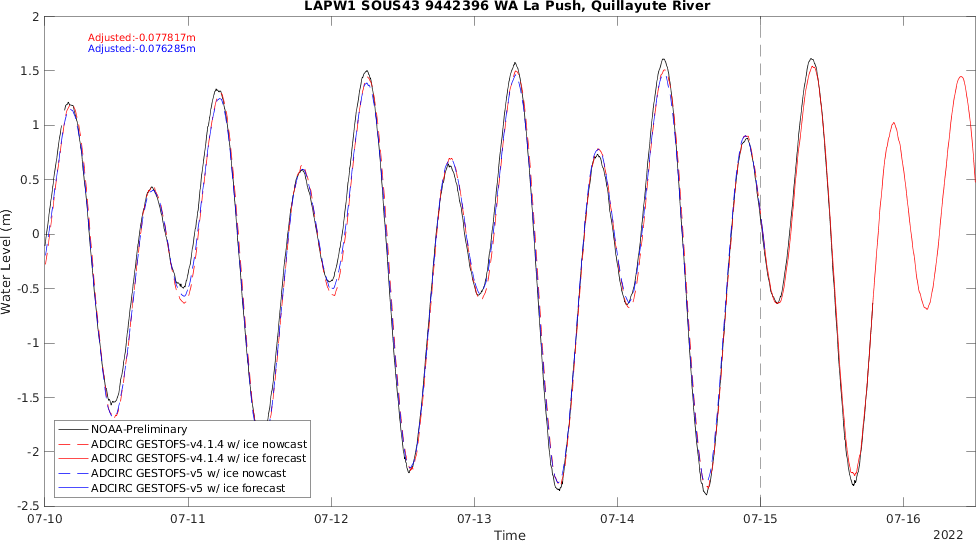 LAPW1 SOUS43 9442396 WA La Push, Quillayute River
Adjusted:-0.077817m
Adjusted:-0.076285m
2
1.5
1
0.5
0
-0.5
-1
-1.5
-2
-2.5
Water Level (m)
NOAA-Preliminary
ADCIRC GESTOFS-v4.1.4 w/ ice nowcast
ADCIRC GESTOFS-v4.1.4 w/ ice forecast
ADCIRC GESTOFS-v5 w/ ice nowcast
ADCIRC GESTOFS-v5 w/ ice forecast
07-10 07-11 07-12 07-13 07-14 07-15 07-16
Time
2022